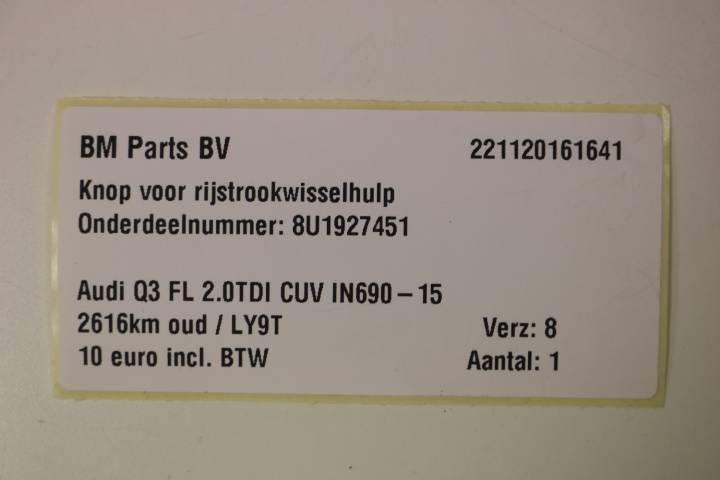 BM Parts BV 221120161641
Knop voor rijstrookwisselhulp
Onderdeelnummer: 8U1927451
Audi Q3 FL 2.0TDI CUV IN690 – 15
2616km oud / LY9T Verz: 8
10 euro incl. BTW Aantal: 1